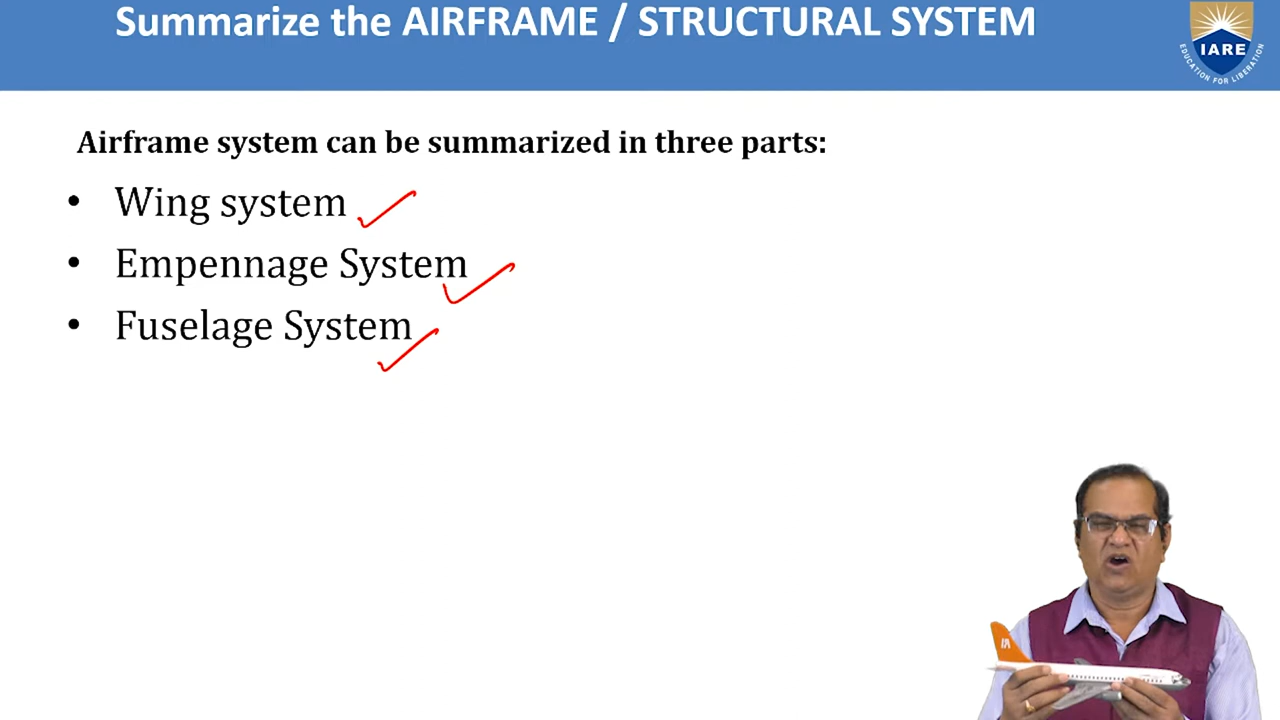 Summarize the AIRFRAME / STRUCTURAL SYSTEM
IARE
EDUCATION FOR LIBERATION
Airframe system can be summarized in three parts:
• Wing system
• Empennage System
• Fuselage System
IA